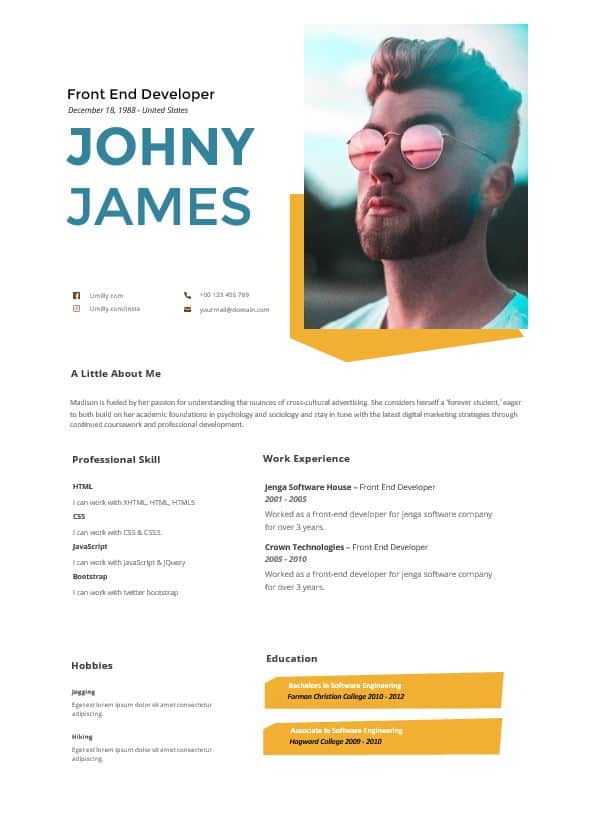 Front End Developer
December 18, 1988 - United States
JOHNY
JAMES
Umilly.com
+00 123 456 789
Umilly.com/insta
yourmail@domain.com
A Little About Me
Madison is fueled by her passion for understanding the nuances of cross-cultural advertising. She considers herself a ‘forever student,’ eager
to both build on her academic foundations in psychology and sociology and stay in tune with the latest digital marketing strategies through
continued coursework and professional development.
Professional Skill
HTML
I can work with XHTML, HTML, HTML5
CSS
I can work with CSS & CSS3.
JavaScript
I can work with JavaScript & JQuery
Bootstrap
I can work with twitter bootstrap
Work Experience
Jenga Software House – Front End Developer
2001 - 2005
Worked as a front-end developer for jenga software company
for over 3 years.
Crown Technologies – Front End Developer
2005 - 2010
Worked as a front-end developer for jenga software company
for over 3 years.
Hobbies
Jogging
Eget est lorem ipsum dolor sit amet consectetur
adipiscing.
Hiking
Eget est lorem ipsum dolor sit amet consectetur
adipiscing.
Education
Bachelors in Software Engineering
Forman Christian College 2010 - 2012
Associate in Software Engineering
Hogward College 2009 - 2010